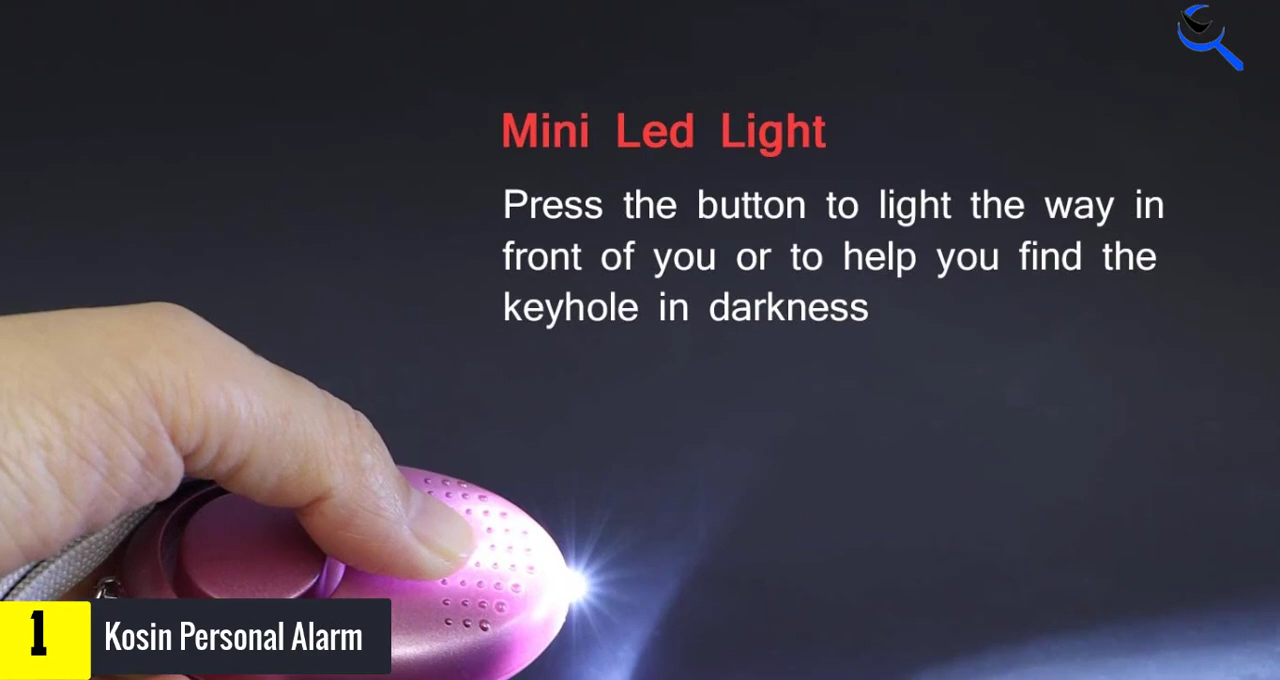 Mini Led Light
Press the button to light the way in
front of you or to help you find the
keyhole in darkness
1
Kosin Personal Alarm